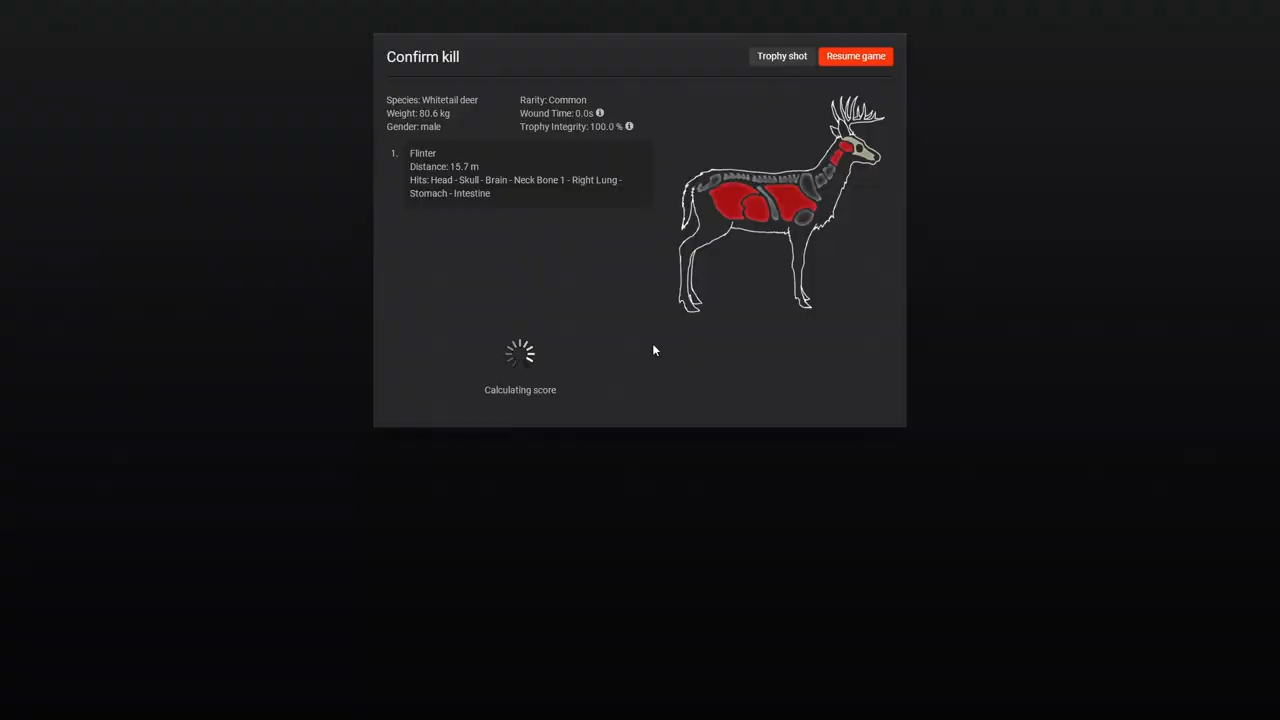 Confirm kill
Trophy shot
Resume game
Species: Whitetail deer
Rarity: Common
Weight: 80.6 kg
Wound Time: 0.0s
Gender: male
Trophy Integrity: 100.0 %
1. Flinter
Distance: 15.7 m
Hits: Head - Skull - Brain - Neck Bone 1 - Right Lung -
Stomach - Intestine
Calculating score